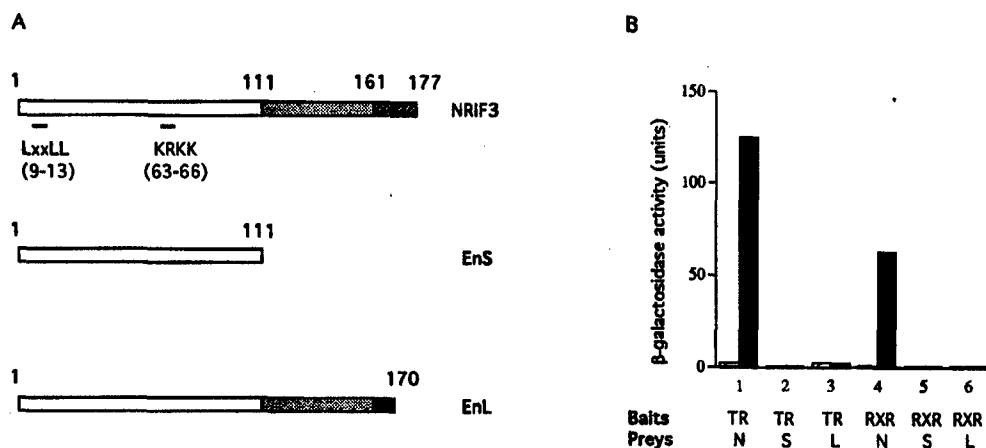 A
1 111 161 177
NRIF3
LxxLL KRKK
(9-13) (63-66)
1 111
EnS
1 170
EnL
B
β-galactosidase activity (units)
150
100
50
0
1 2 3 4 5 6
Baits TR TR TR RXR RXR RXR
Preys N S L N S L